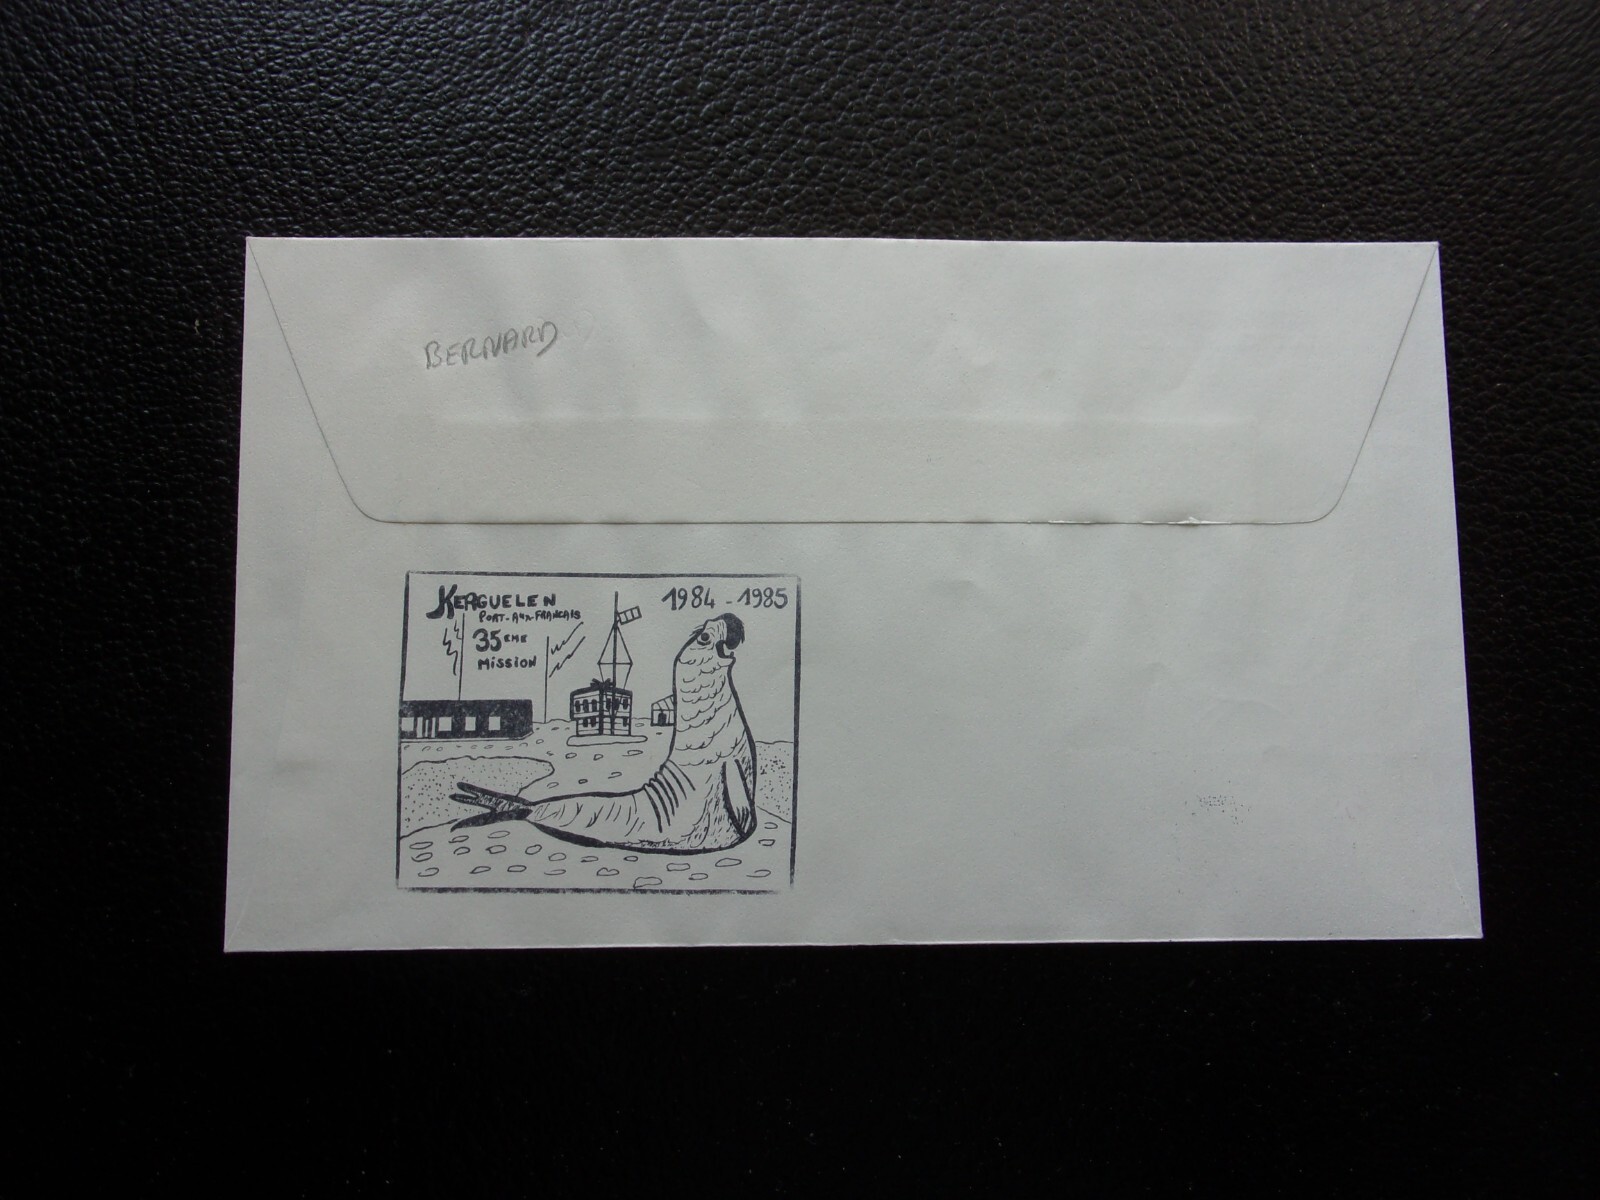 BERNARD
KERGUELEN
PORT-AUX-FRANCAIS
35EME
MISSION
1984-1985